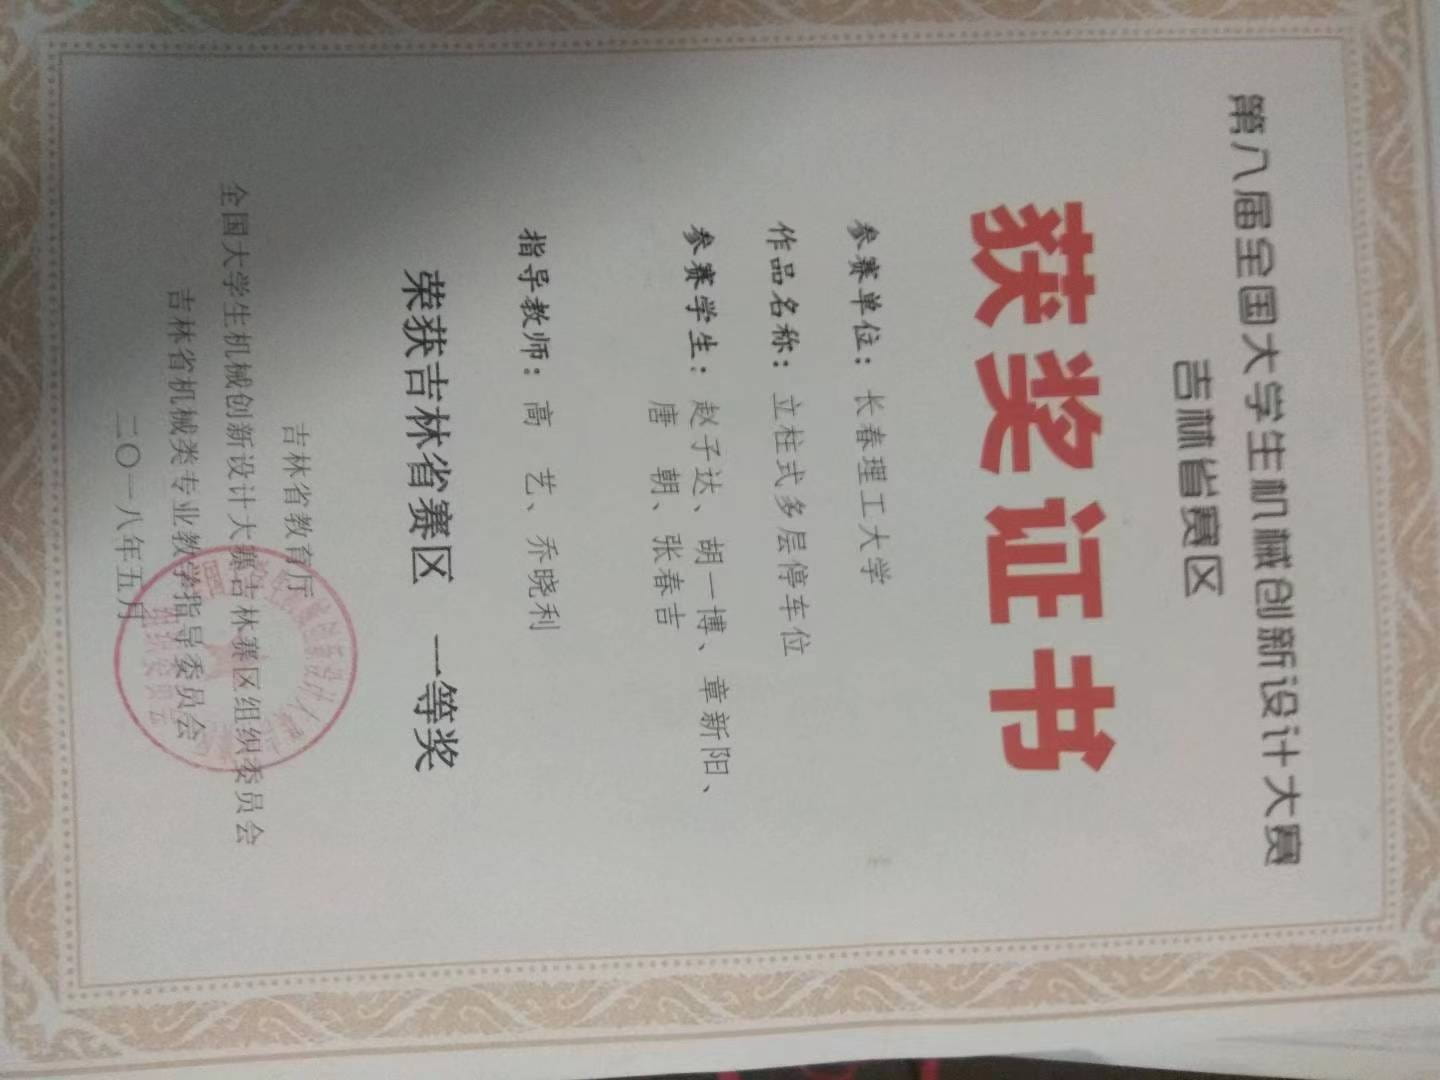 第八届全国大学生机械创新设计大赛
吉林省赛区
获奖证书
参赛单位：长春理工大学
作品名称：立柱式多层停车位
参赛学生：赵子达、胡一博、章新阳、
唐 朝、张春吉
指导教师：高 艺、乔晓利
荣获吉林省赛区 一等奖
吉林省教育厅
全国大学生机械创新设计大赛吉林赛区组织委员会
吉林省机械类专业教学指导委员会
二〇一八年五月
组织委员会